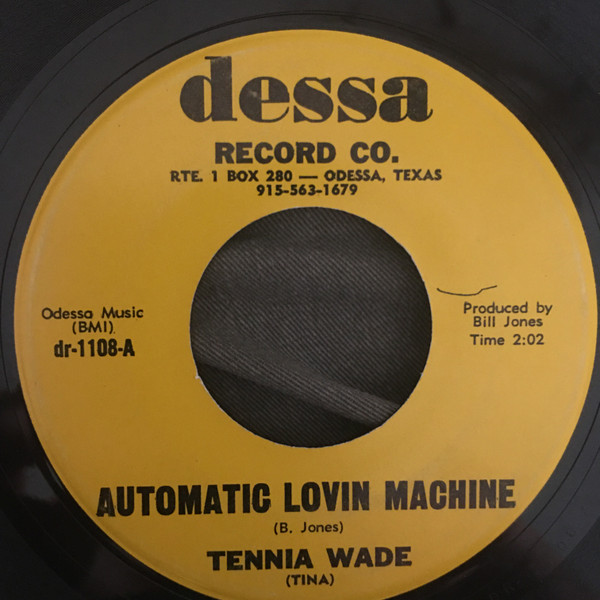 dessa
RECORD CO.
RTE. 1 BOX 280 — ODESSA, TEXAS
915-563-1679
Odessa Music
(BMI)
dr-1108-A
Produced by
Bill Jones
Time 2:02
AUTOMATIC LOVIN MACHINE
(B. Jones)
TENNIA WADE
(TINA)